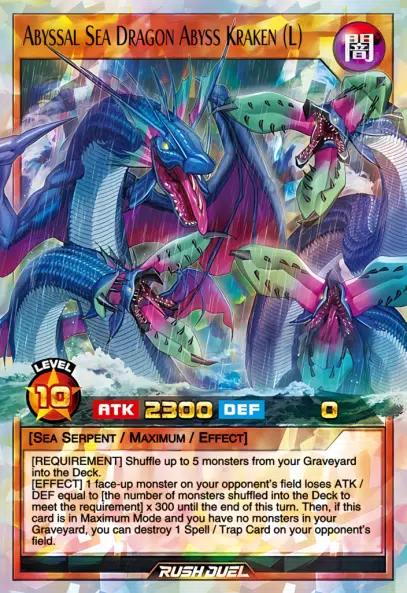 Abyssal Sea Dragon Abyss Kraken (L)
闇
LEVEL
10
ATK 2300 DEF 0
[Sea Serpent / Maximum / Effect]
[REQUIREMENT] Shuffle up to 5 monsters from your Graveyard
into the Deck.
[EFFECT] 1 face-up monster on your opponent's field loses ATK /
DEF equal to [the number of monsters shuffled into the Deck to
meet the requirement] x 300 until the end of this turn. Then, if this
card is in Maximum Mode and you have no monsters in your
Graveyard, you can destroy 1 Spell / Trap Card on your opponent's
field.
RUSH DUEL